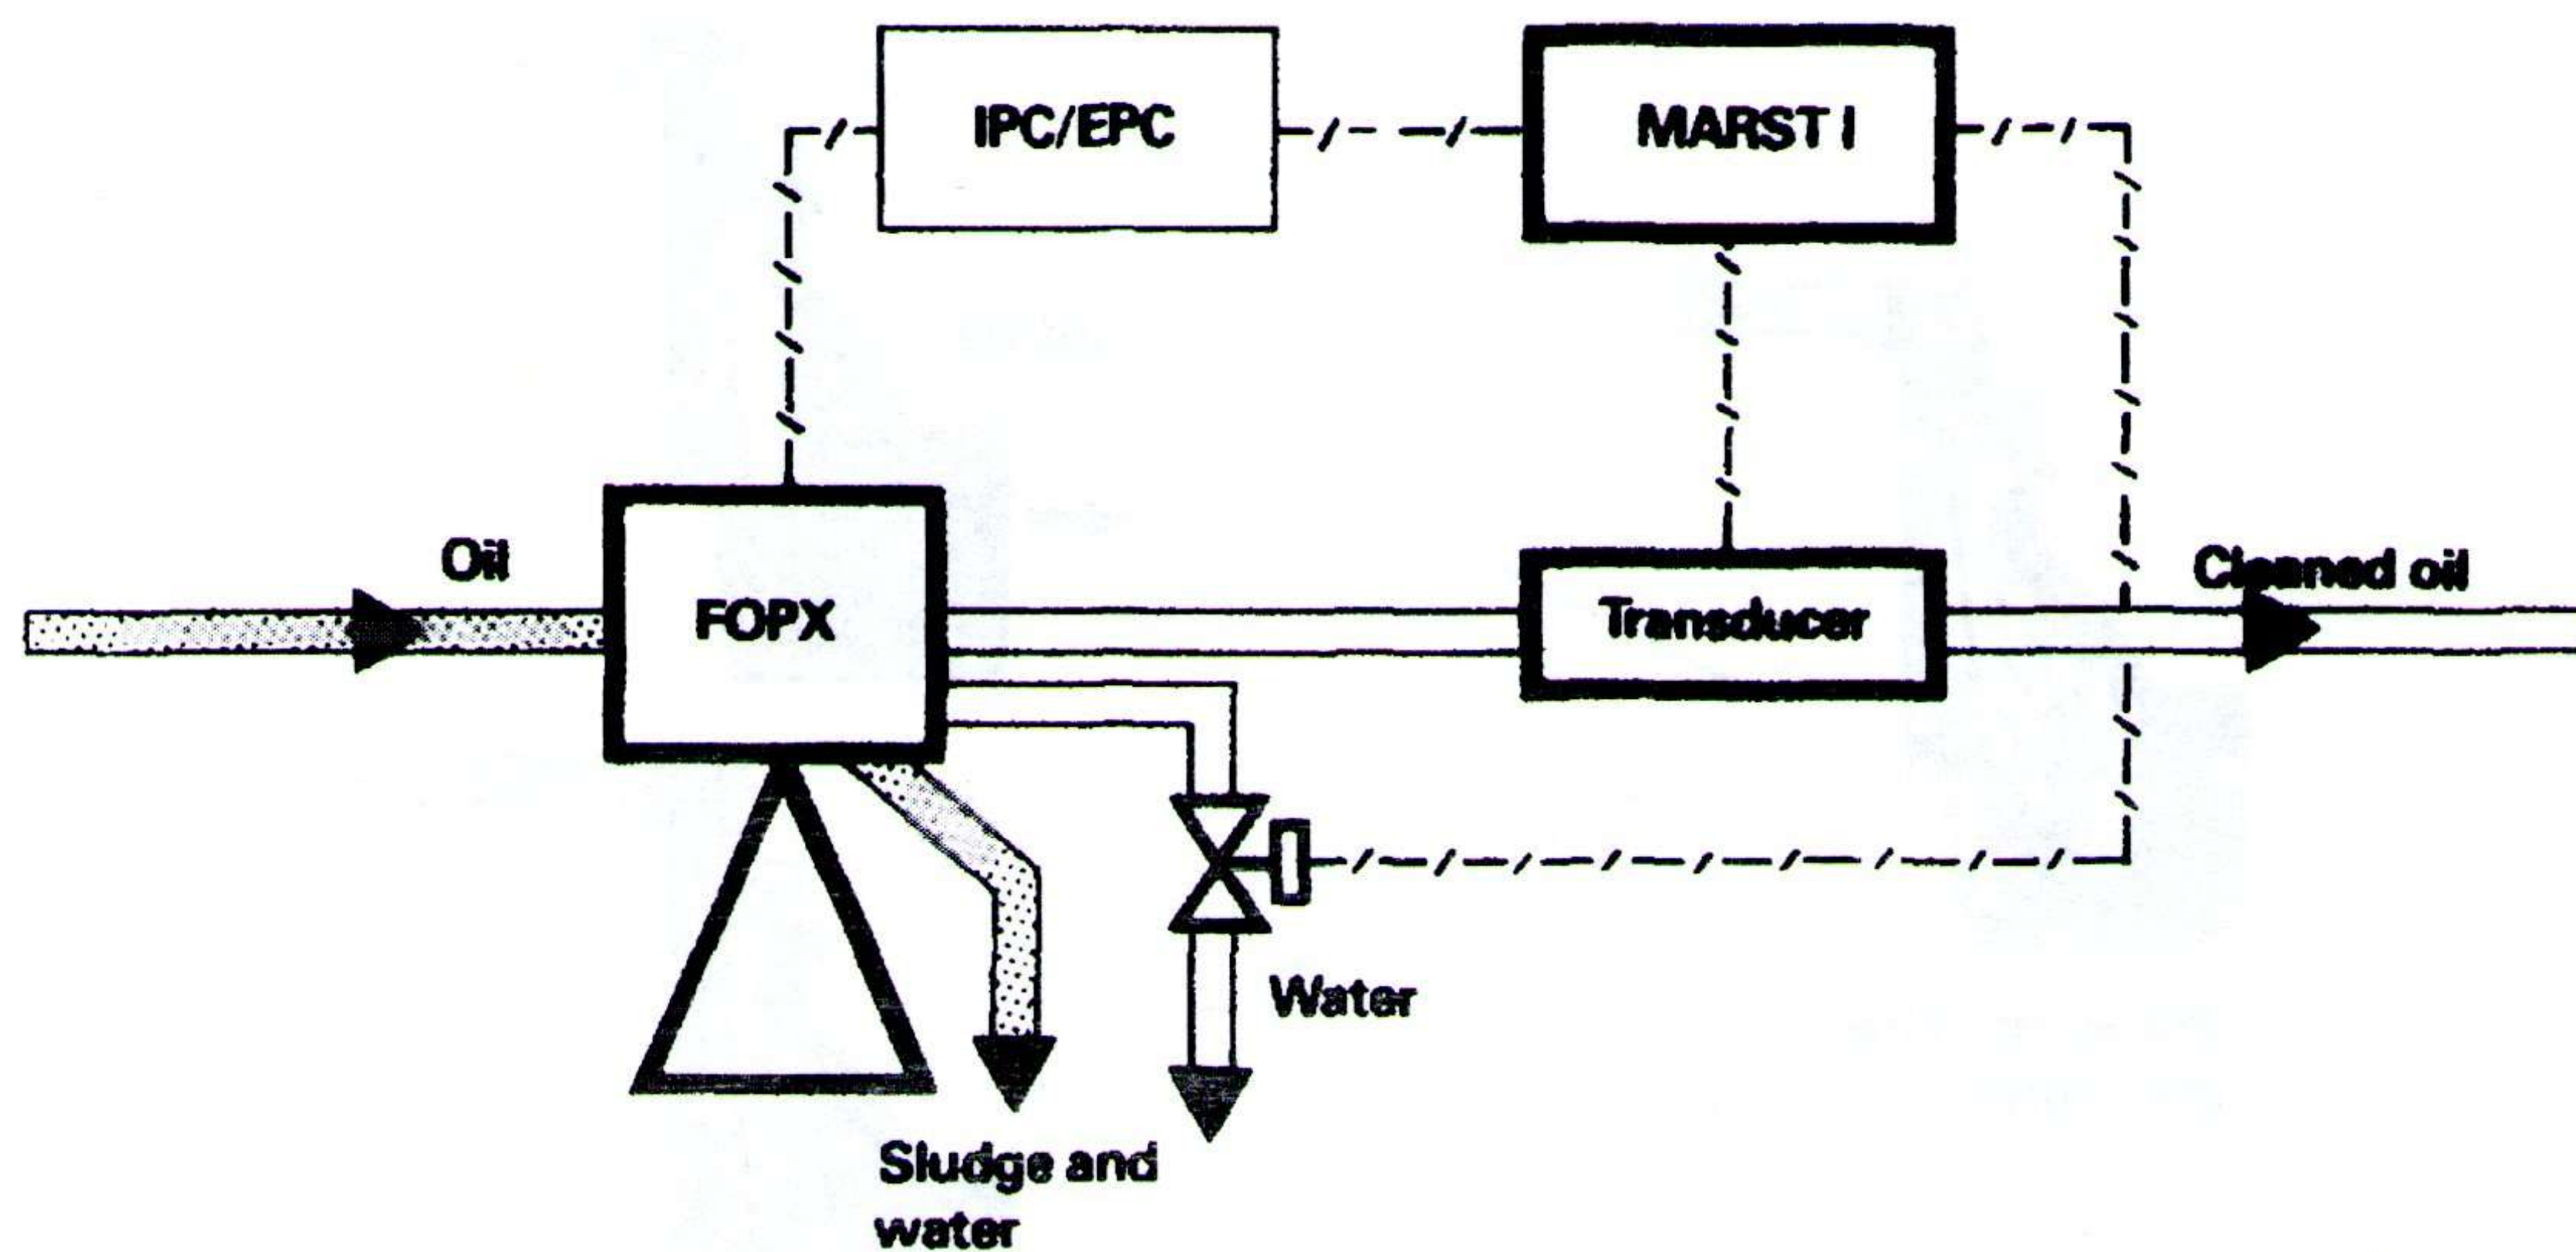 IPC/EPC
MARST I
Oil
FOPX
Transducer
Cleaned oil
Water
Sludge and
water